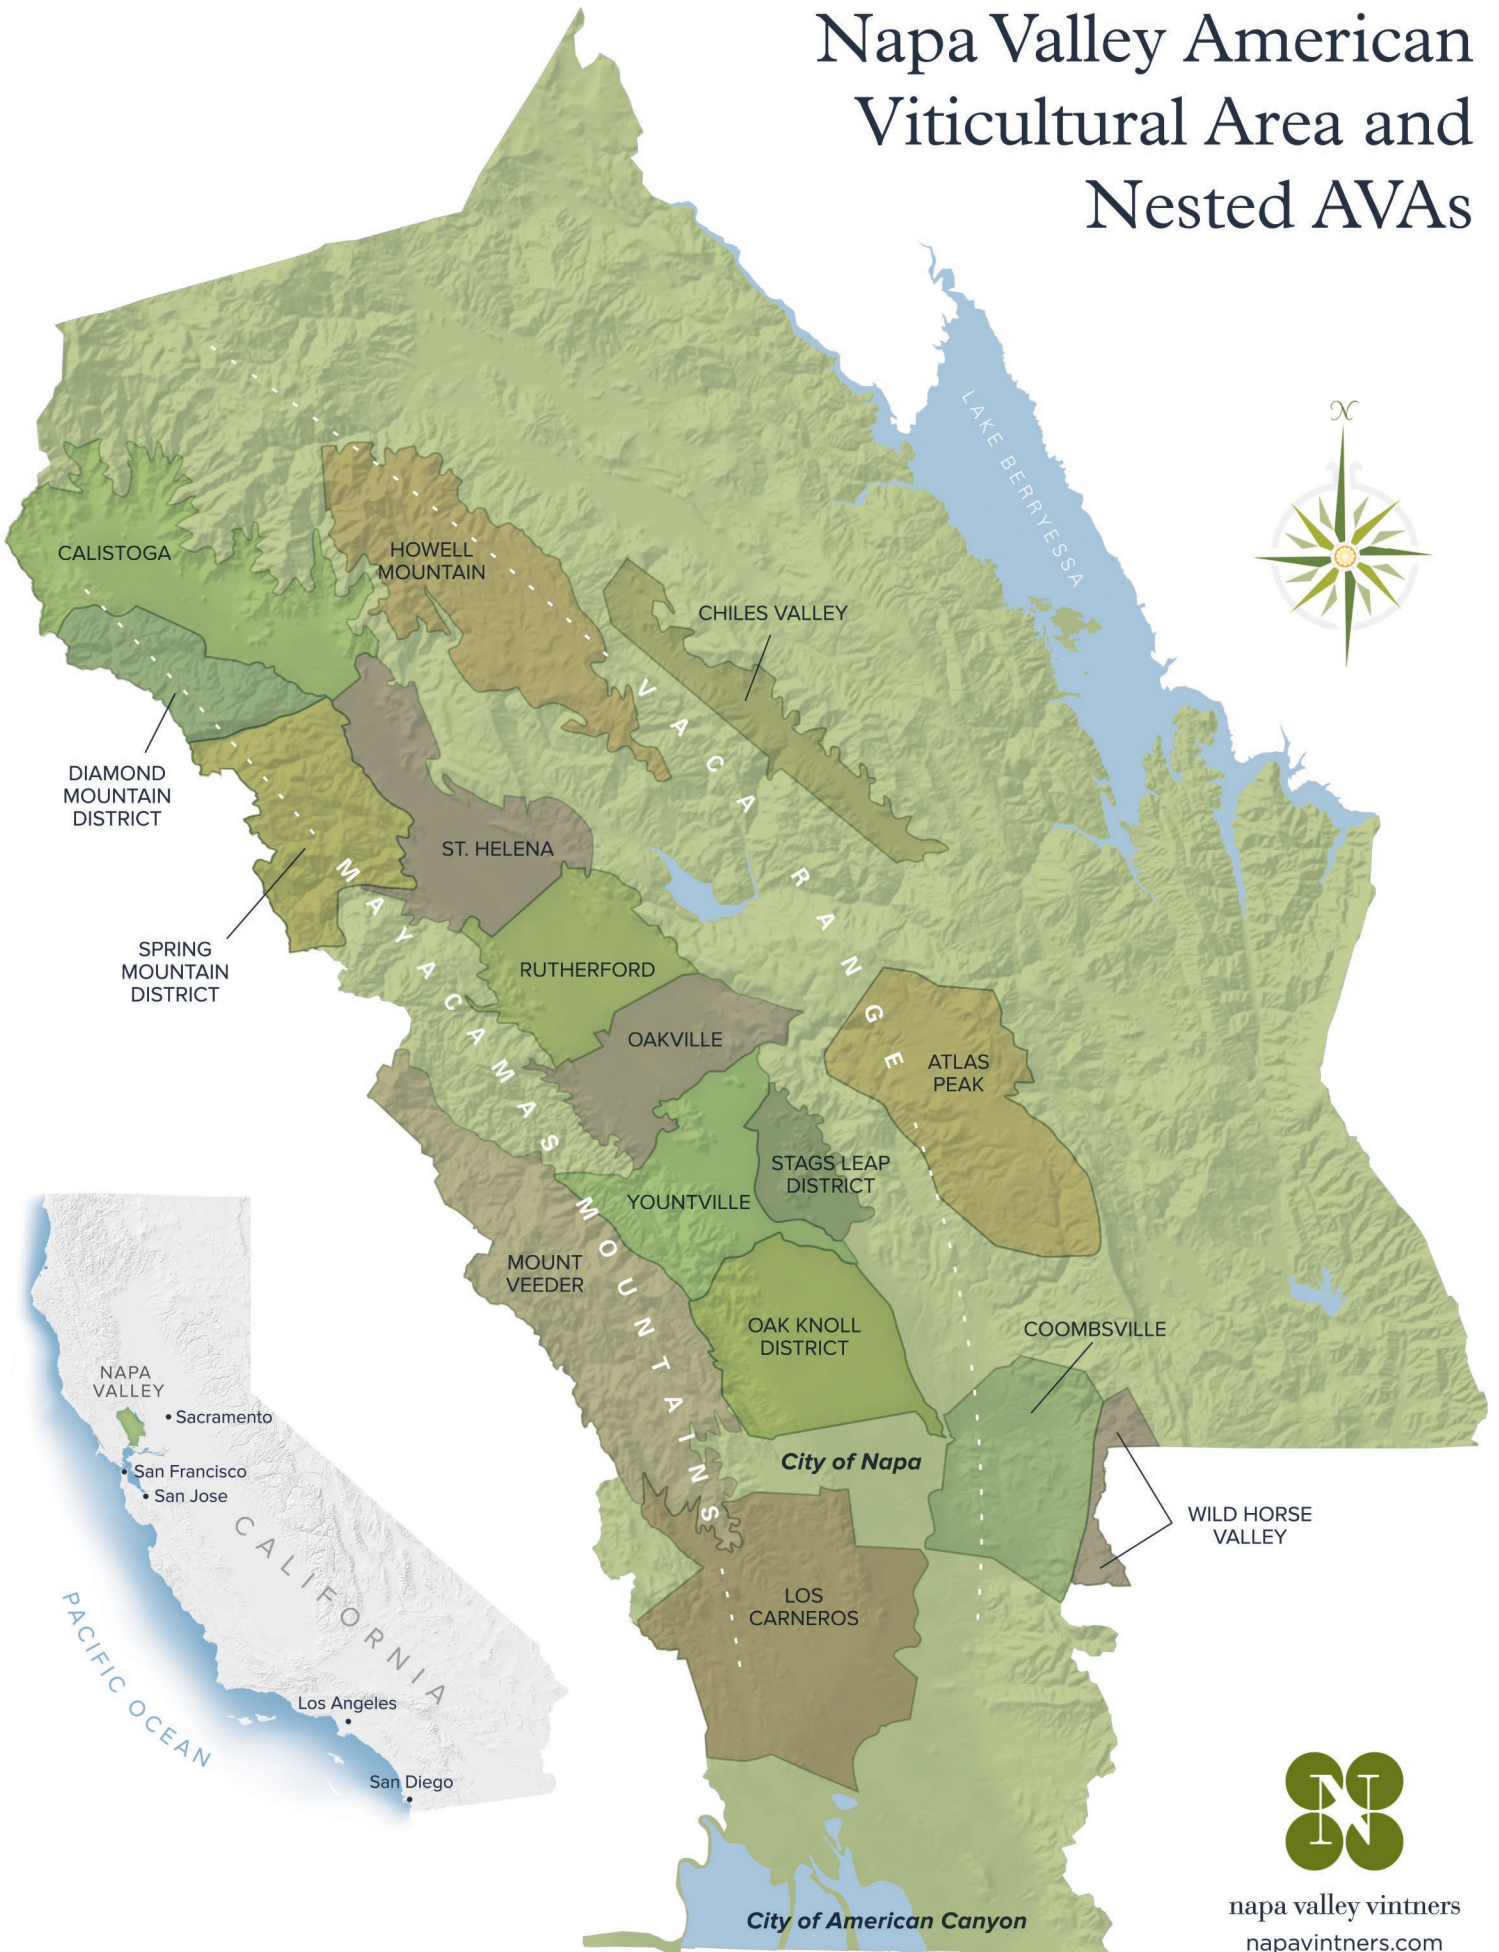 Napa Valley American
Viticultural Area and
Nested AVAs
N
LAKE BERRYESSA
CALISTOGA
HOWELL
MOUNTAIN
CHILES VALLEY
VACA RANGE
DIAMOND
MOUNTAIN
DISTRICT
ST. HELENA
MAYACAMAS MOUNTAINS
SPRING
MOUNTAIN
DISTRICT
RUTHERFORD
OAKVILLE
ATLAS
PEAK
STAGS LEAP
DISTRICT
YOUNTVILLE
MOUNT
VEEDER
OAK KNOLL
DISTRICT
COOMBSVILLE
City of Napa
WILD HORSE
VALLEY
LOS
CARNEROS
NAPA
VALLEY
Sacramento
San Francisco
San Jose
CALIFORNIA
PACIFIC OCEAN
Los Angeles
San Diego
City of American Canyon
N
napa valley vintners
napavintners.com